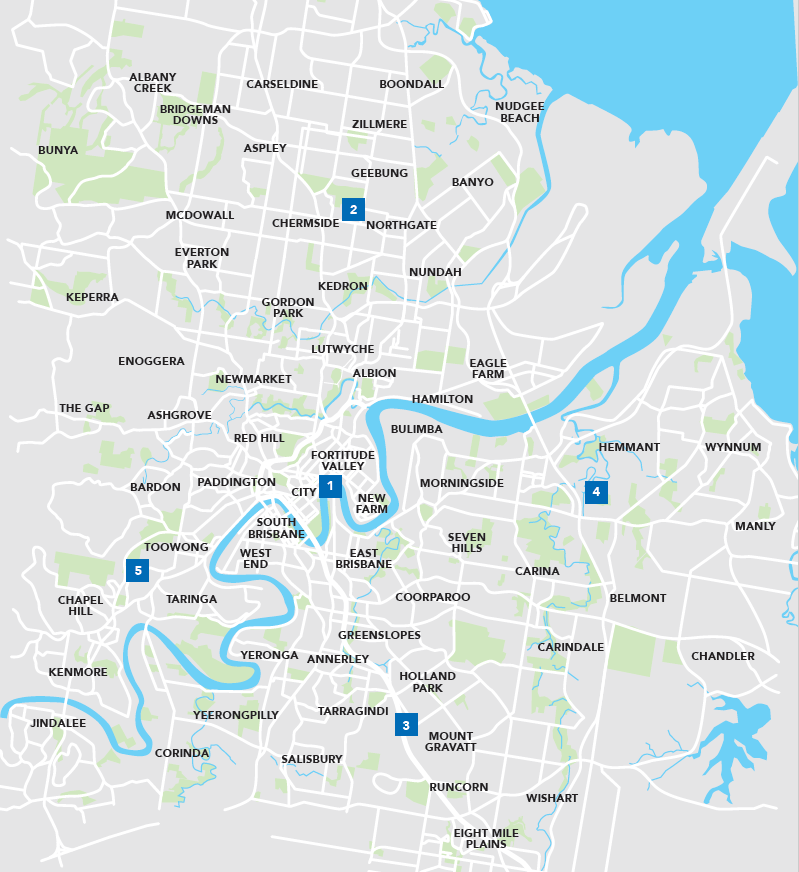 ALBANY
CREEK
CARSELDINE
BOONDALL
BRIDGEMAN
DOWNS
NUDGEE
BEACH
ZILLMERE
BUNYA
ASPLEY
GEEBUNG
BANYO
2
MCDOWALL
CHERMSIDE
NORTHGATE
EVERTON
PARK
NUNDAH
KEPERRA
KEDRON
GORDON
PARK
LUTWYCHE
ENOGGERA
EAGLE
FARM
NEWMARKET
ALBION
THE GAP
ASHGROVE
HAMILTON
BULIMBA
RED HILL
HEMMANT
WYNNUM
FORTITUDE
VALLEY
BARDON
PADDINGTON
CITY
1
MORNINGSIDE
4
NEW
FARM
SOUTH
BRISBANE
MANLY
TOOWONG
WEST
END
EAST
BRISBANE
SEVEN
HILLS
5
CARINA
CHAPEL
HILL
TARINGA
COORPAROO
BELMONT
GREENSLOPES
YERONGA
ANNERLEY
CARINDALE
CHANDLER
KENMORE
HOLLAND
PARK
JINDALEE
YEERONGPILLY
TARRAGINDI
3
MOUNT
GRAVATT
CORINDA
SALISBURY
RUNCORN
WISHART
EIGHT MILE
PLAINS